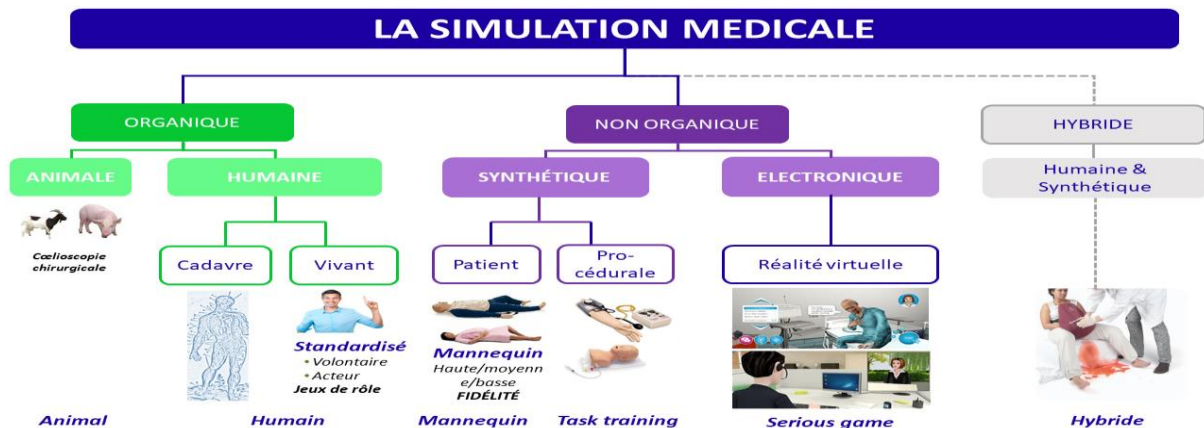 LA SIMULATION MEDICALE
ORGANIQUE
NON ORGANIQUE
HYBRIDE
ANIMALE
HUMAINE
SYNTHÉTIQUE
ELECTRONIQUE
Humaine &
Synthétique
Cœlioscopie
chirurgicale
Cadavre
Vivant
Patient
Pro-
cédurale
Réalité virtuelle
Standardisé
• Volontaire
• Acteur
Jeux de rôle
Mannequin
Haute/moyenn
e/basse
FIDÉLITÉ
Animal
Humain
Mannequin
Task training
Serious game
Hybride